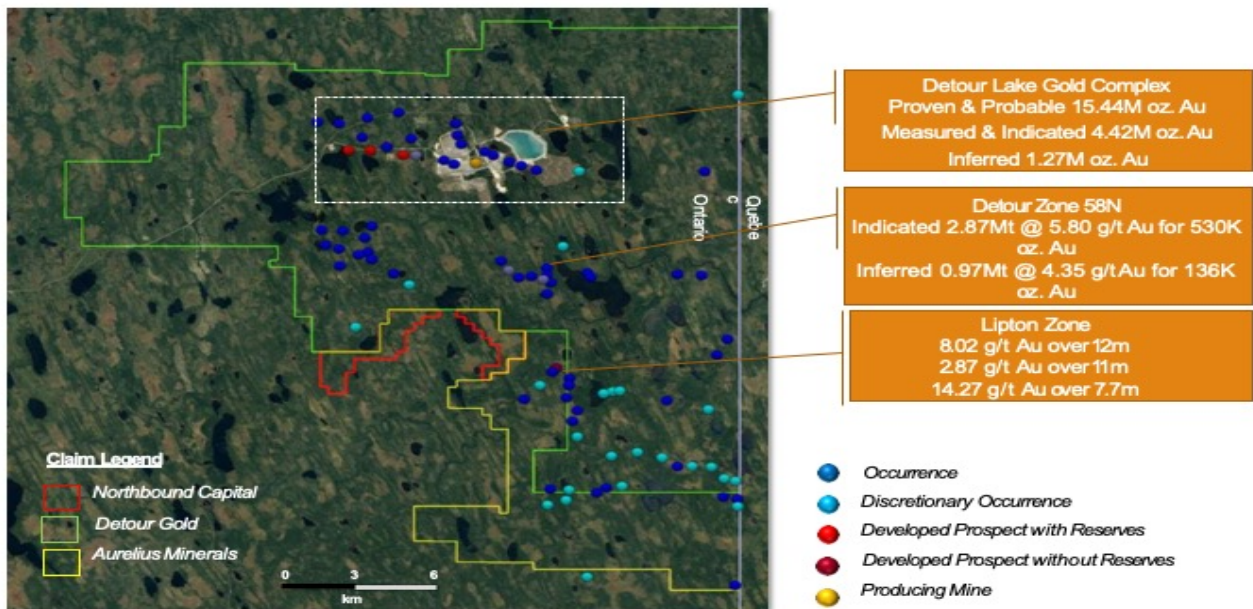 Detour Lake Gold Complex
Proven & Probable 15.44M oz. Au
Measured & Indicated 4.42M oz. Au
Inferred 1.27M oz. Au
Detour Zone 58N
Indicated 2.87Mt @ 5.80 g/t Au for 530K
oz. Au
Inferred 0.97Mt @ 4.35 g/t Au for 136K
oz. Au
Lipton Zone
8.02 g/t Au over 12m
2.87 g/t Au over 11m
14.27 g/t Au over 7.7m
Quebe
c
Ontario
Claim Legend
Northbound Capital
Detour Gold
Aurelius Minerals
0 3 6
km
Occurrence
Discretionary Occurrence
Developed Prospect with Reserves
Developed Prospect without Reserves
Producing Mine